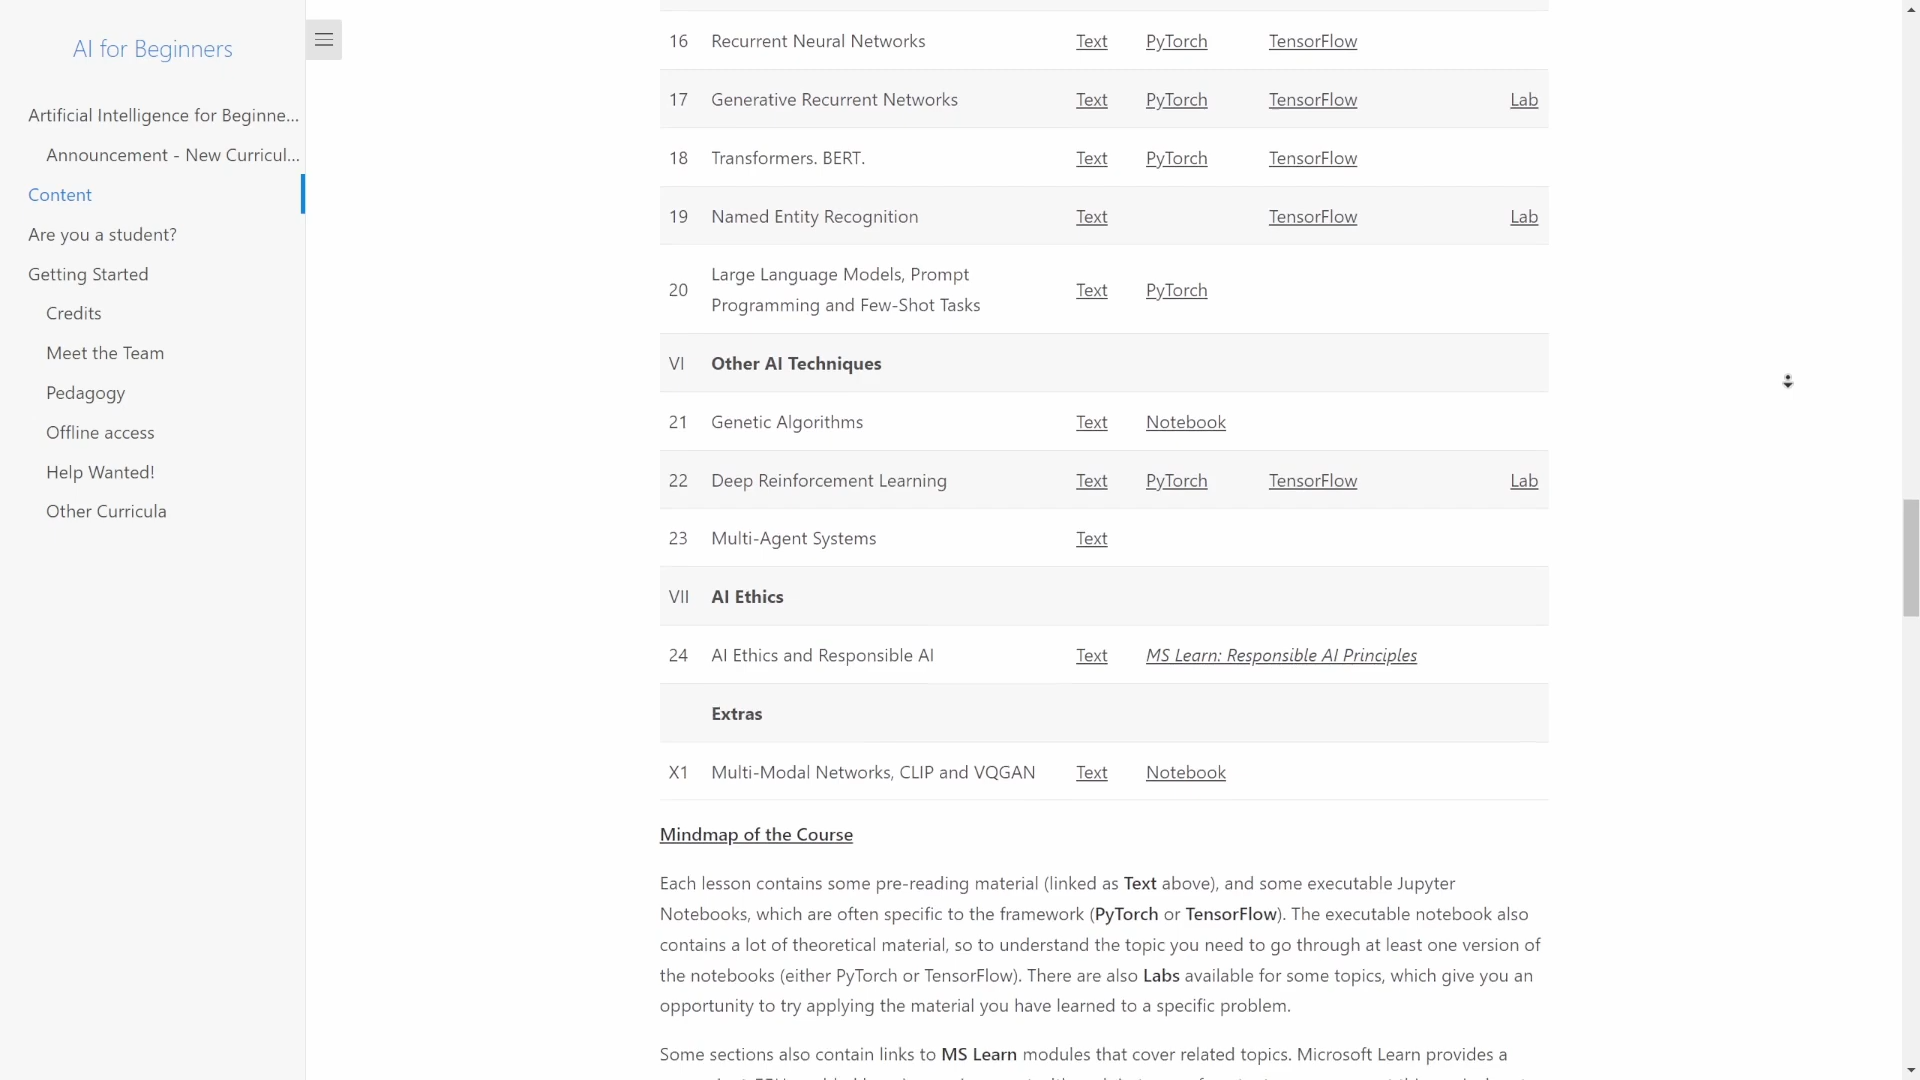 AI for Beginners
Artificial Intelligence for Beginne...
Announcement - New Curricul...
Content
Are you a student?
Getting Started
Credits
Meet the Team
Pedagogy
Offline access
Help Wanted!
Other Curricula
16 Recurrent Neural Networks Text PyTorch TensorFlow
17 Generative Recurrent Networks Text PyTorch TensorFlow Lab
18 Transformers. BERT. Text PyTorch TensorFlow
19 Named Entity Recognition Text TensorFlow Lab
20 Large Language Models, Prompt
Programming and Few-Shot Tasks Text PyTorch
VI Other AI Techniques
21 Genetic Algorithms Text Notebook
22 Deep Reinforcement Learning Text PyTorch TensorFlow Lab
23 Multi-Agent Systems Text
VII AI Ethics
24 AI Ethics and Responsible AI Text MS Learn: Responsible AI Principles
Extras
X1 Multi-Modal Networks, CLIP and VQGAN Text Notebook
Mindmap of the Course
Each lesson contains some pre-reading material (linked as Text above), and some executable Jupyter
Notebooks, which are often specific to the framework (PyTorch or TensorFlow). The executable notebook also
contains a lot of theoretical material, so to understand the topic you need to go through at least one version of
the notebooks (either PyTorch or TensorFlow). There are also Labs available for some topics, which give you an
opportunity to try applying the material you have learned to a specific problem.
Some sections also contain links to MS Learn modules that cover related topics. Microsoft Learn provides a